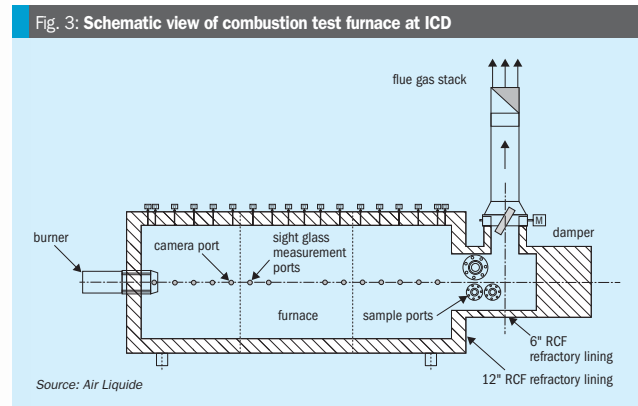 Fig. 3: Schematic view of combustion test furnace at ICD
flue gas stack
M
burner
camera port
sight glass
measurement
ports
damper
furnace
sample ports
6" RCF
refractory lining
12" RCF refractory lining
Source: Air Liquide